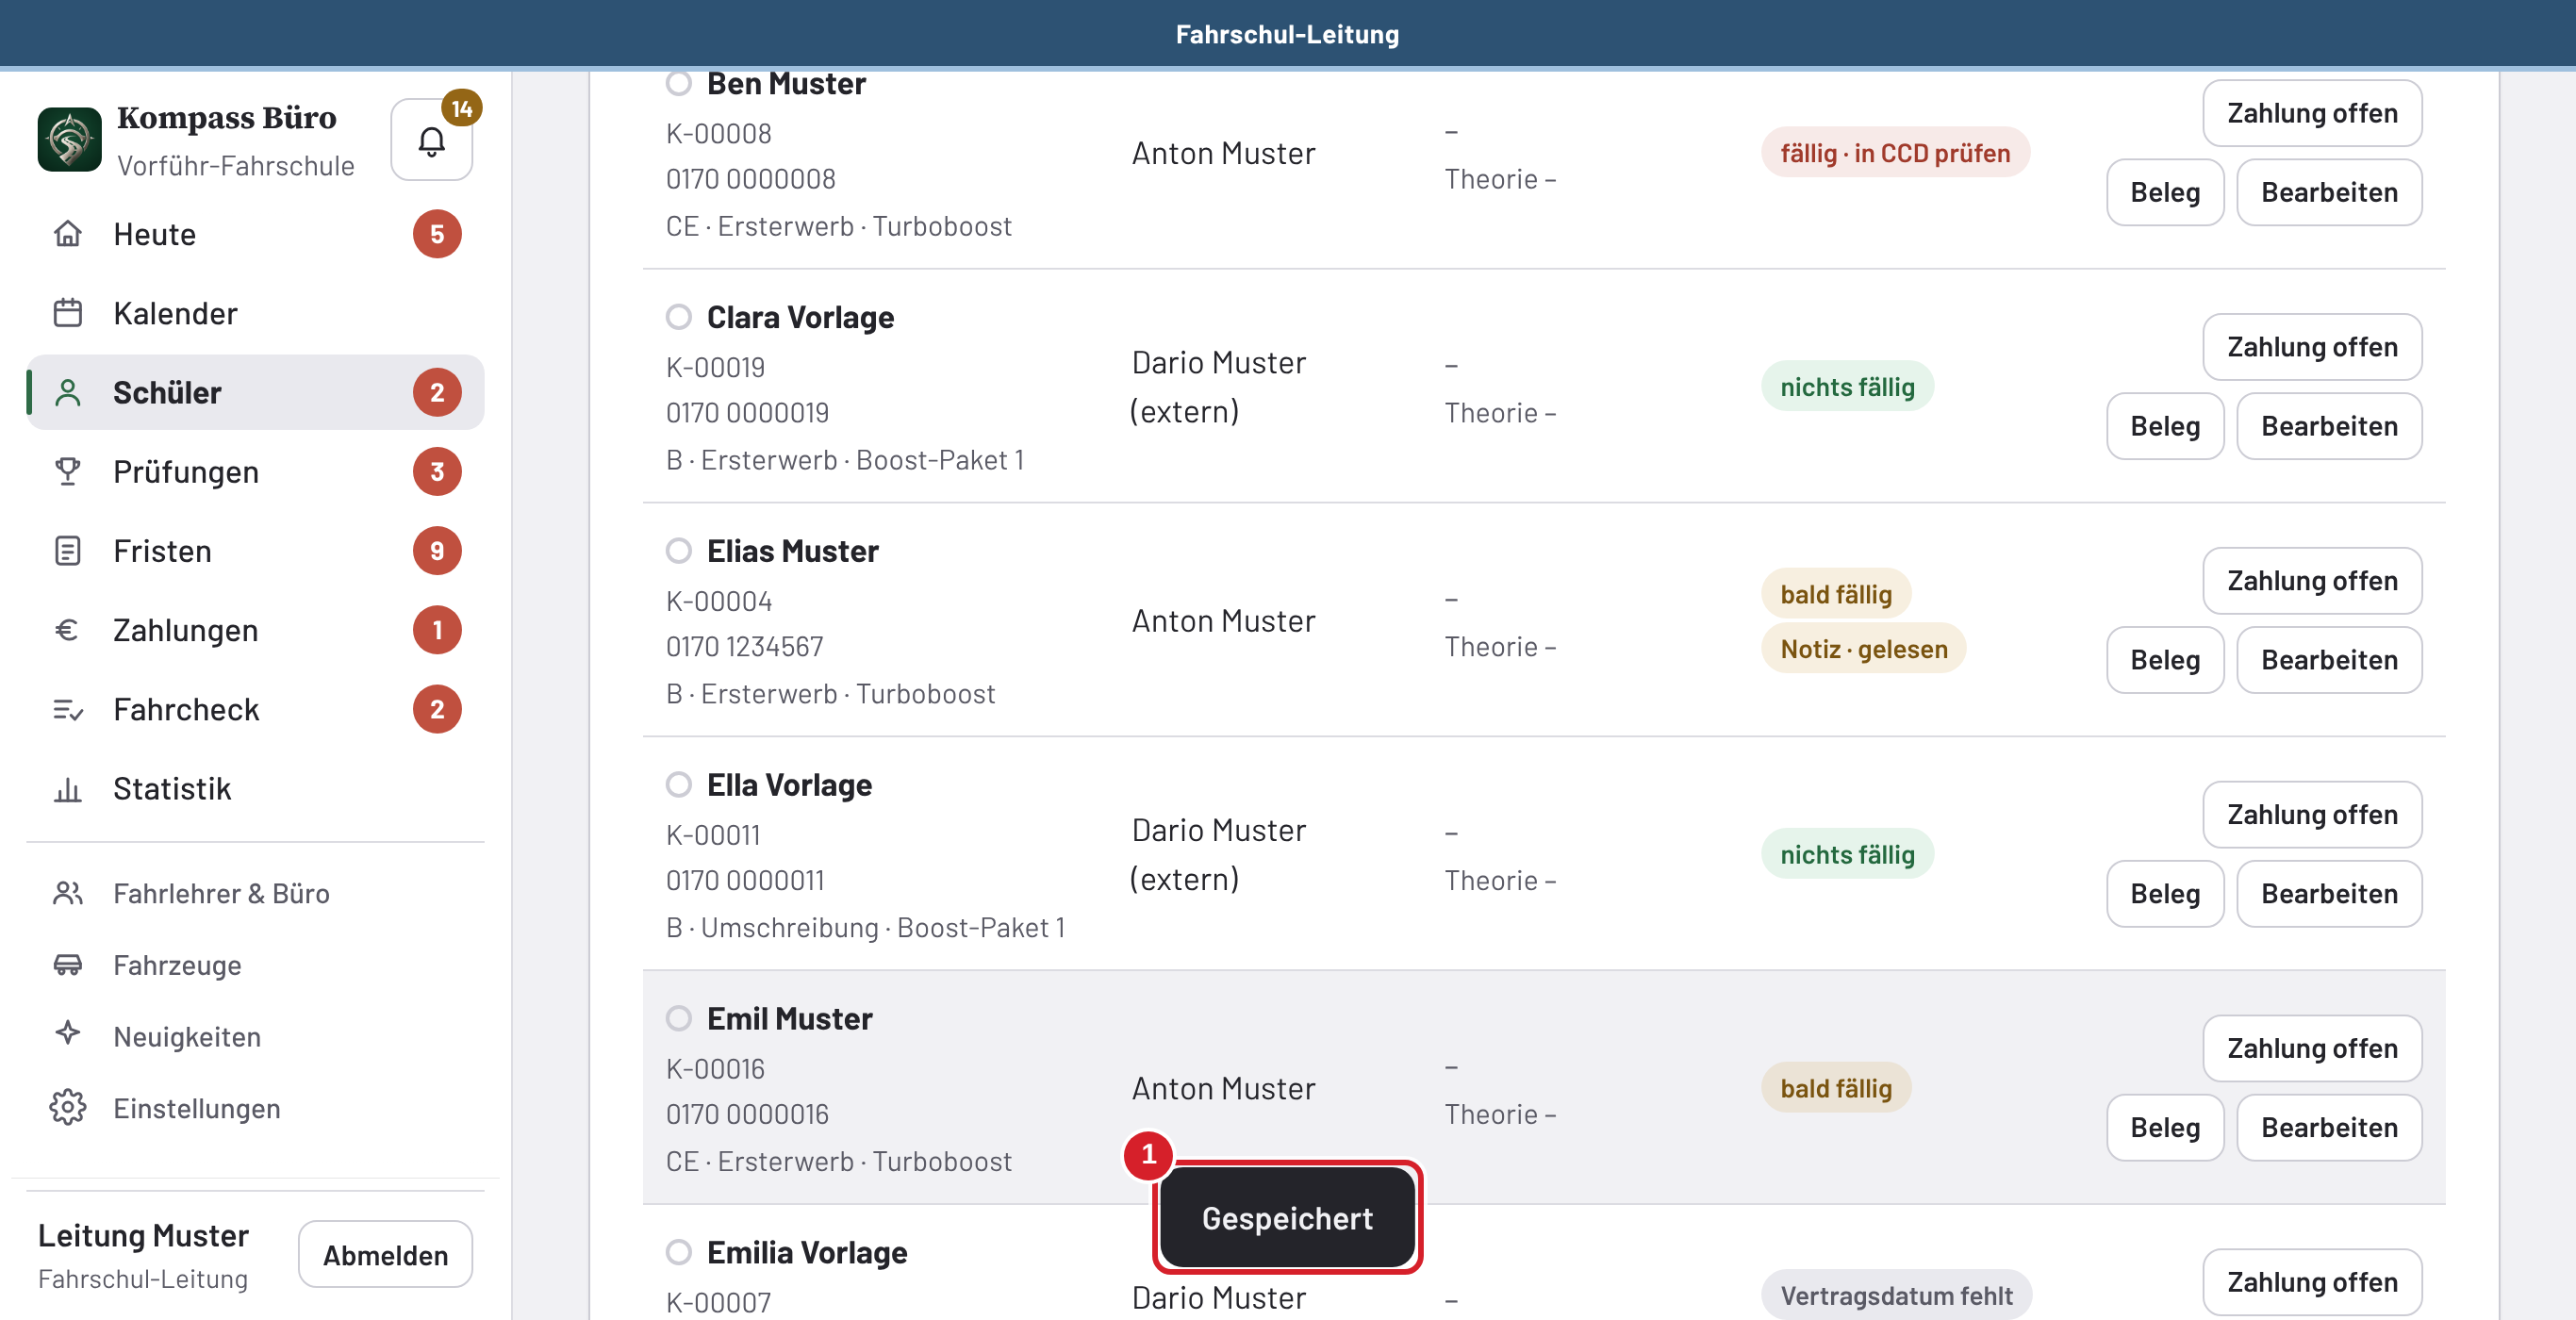 Fahrschul-Leitung
Kompass Büro
Vorführ-Fahrschule
14
Heute
5
Kalender
Schüler
2
Prüfungen
3
Fristen
9
Zahlungen
1
Fahrcheck
2
Statistik
Fahrlehrer & Büro
Fahrzeuge
Neuigkeiten
Einstellungen
Leitung Muster
Fahrschul-Leitung
Abmelden
Ben Muster
K-00008
0170 0000008
CE · Ersterwerb · Turboboost
Anton Muster
–
Theorie –
fällig · in CCD prüfen
Zahlung offen
Beleg
Bearbeiten
Clara Vorlage
K-00019
0170 0000019
B · Ersterwerb · Boost-Paket 1
Dario Muster
(extern)
–
Theorie –
nichts fällig
Zahlung offen
Beleg
Bearbeiten
Elias Muster
K-00004
0170 1234567
B · Ersterwerb · Turboboost
Anton Muster
–
Theorie –
bald fällig
Notiz · gelesen
Zahlung offen
Beleg
Bearbeiten
Ella Vorlage
K-00011
0170 0000011
B · Umschreibung · Boost-Paket 1
Dario Muster
(extern)
–
Theorie –
nichts fällig
Zahlung offen
Beleg
Bearbeiten
Emil Muster
K-00016
0170 0000016
CE · Ersterwerb · Turboboost
Anton Muster
–
Theorie –
bald fällig
Zahlung offen
Beleg
Bearbeiten
1
Gespeichert
Emilia Vorlage
K-00007
Dario Muster
–
Vertragsdatum fehlt
Zahlung offen